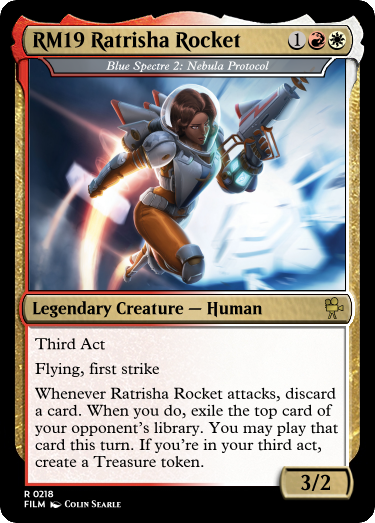 RM19 Ratrisha Rocket 1
Blue Spectre 2: Nebula Protocol
Legendary Creature — Human
Third Act
Flying, first strike
Whenever Ratrisha Rocket attacks, discard
a card. When you do, exile the top card of
your opponent's library. You may play that
card this turn. If you're in your third act,
create a Treasure token.
3/2
R 0218
FILM Colin Searle